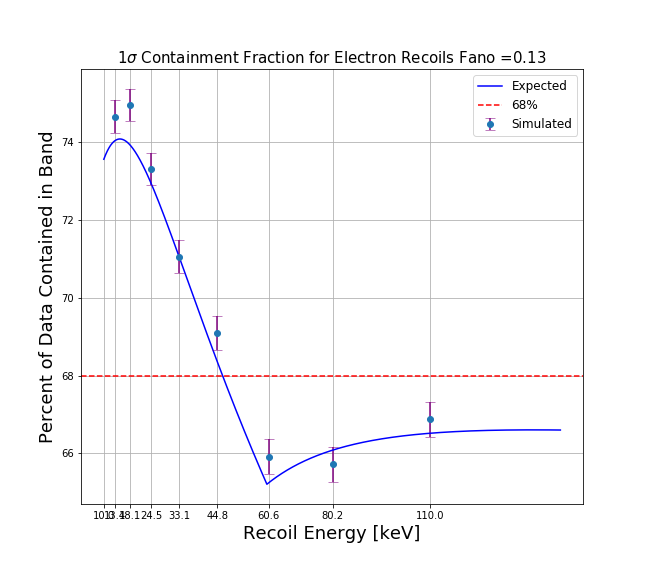 1σ Containment Fraction for Electron Recoils Fano =0.13
Expected
68%
Simulated
Percent of Data Contained in Band
74
72
70
68
66
24.5 33.1 44.8 60.6 80.2 110.0
Recoil Energy [keV]